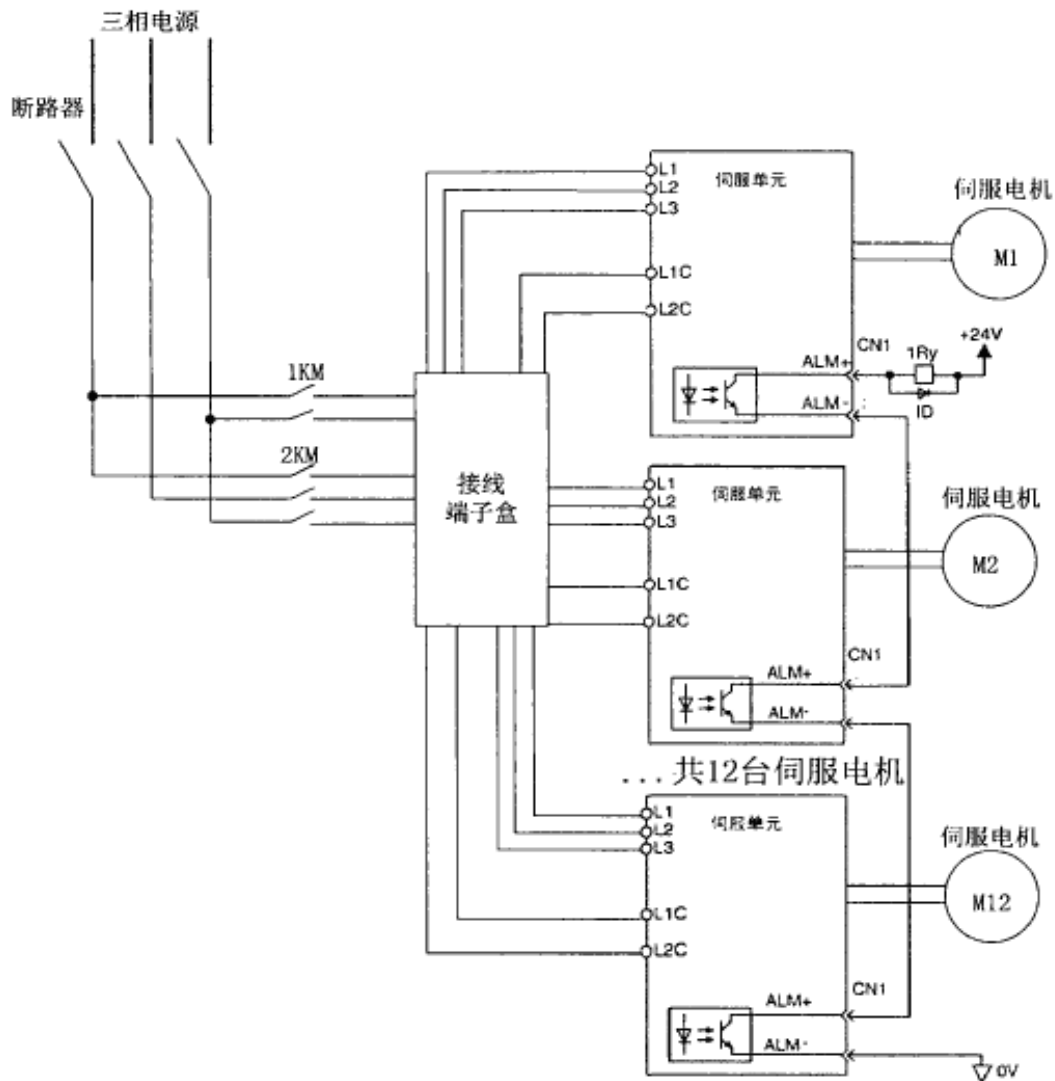 三相电源
断路器
1KM
2KM
接线
端子盒
L1
L2
L3
L1C
L2C
伺服单元
伺服电机
M1
CN1
ALM+
ALM-
1Ry
+24V
ID
L1
L2
L3
L1C
L2C
伺服单元
伺服电机
M2
CN1
ALM+
ALM-
...共12台伺服电机
L1
L2
L3
L1C
L2C
伺服单元
伺服电机
M12
CN1
ALM+
ALM-
0V